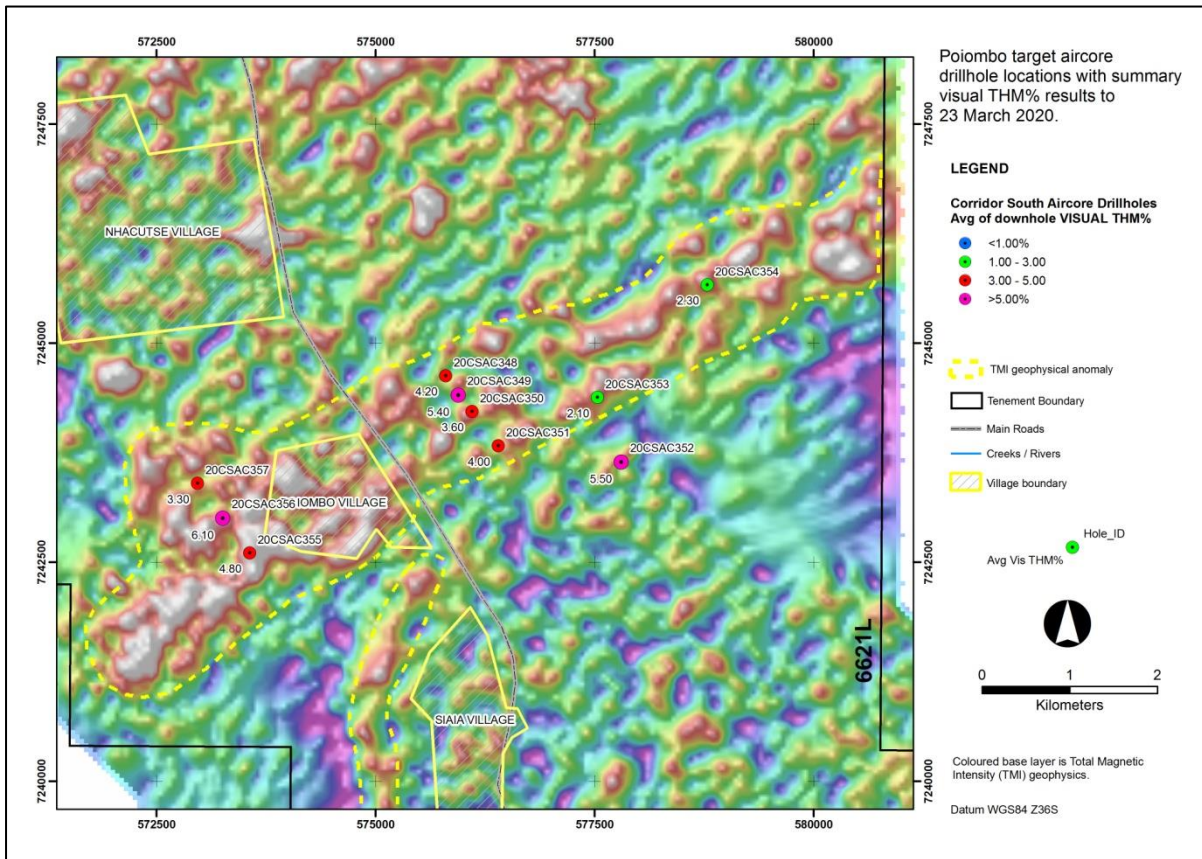 572500
575000
577500
580000
7247500
7245000
7242500
7240000
7247500
7245000
7242500
7240000
NHACUTSE VILLAGE
20CSAC354
2.30
20CSAC348
4.20
20CSAC349
5.40
20CSAC350
3.60
20CSAC353
2.10
20CSAC351
4.00
20CSAC352
5.50
20CSAC357
3.30
20CSAC356
IOMBO VILLAGE
6.10
20CSAC355
4.80
SIAIA VILLAGE
6621L
572500
575000
577500
580000
Poiombo target aircore
drillhole locations with summary
visual THM% results to
23 March 2020.
LEGEND
Corridor South Aircore Drillholes
Avg of downhole VISUAL THM%
<1.00%
1.00 - 3.00
3.00 - 5.00
>5.00%
TMI geophysical anomaly
Tenement Boundary
Main Roads
Creeks / Rivers
Village boundary
Hole_ID
Avg Vis THM%
0 1 2
Kilometers
Coloured base layer is Total Magnetic
Intensity (TMI) geophysics.
Datum WGS84 Z36S